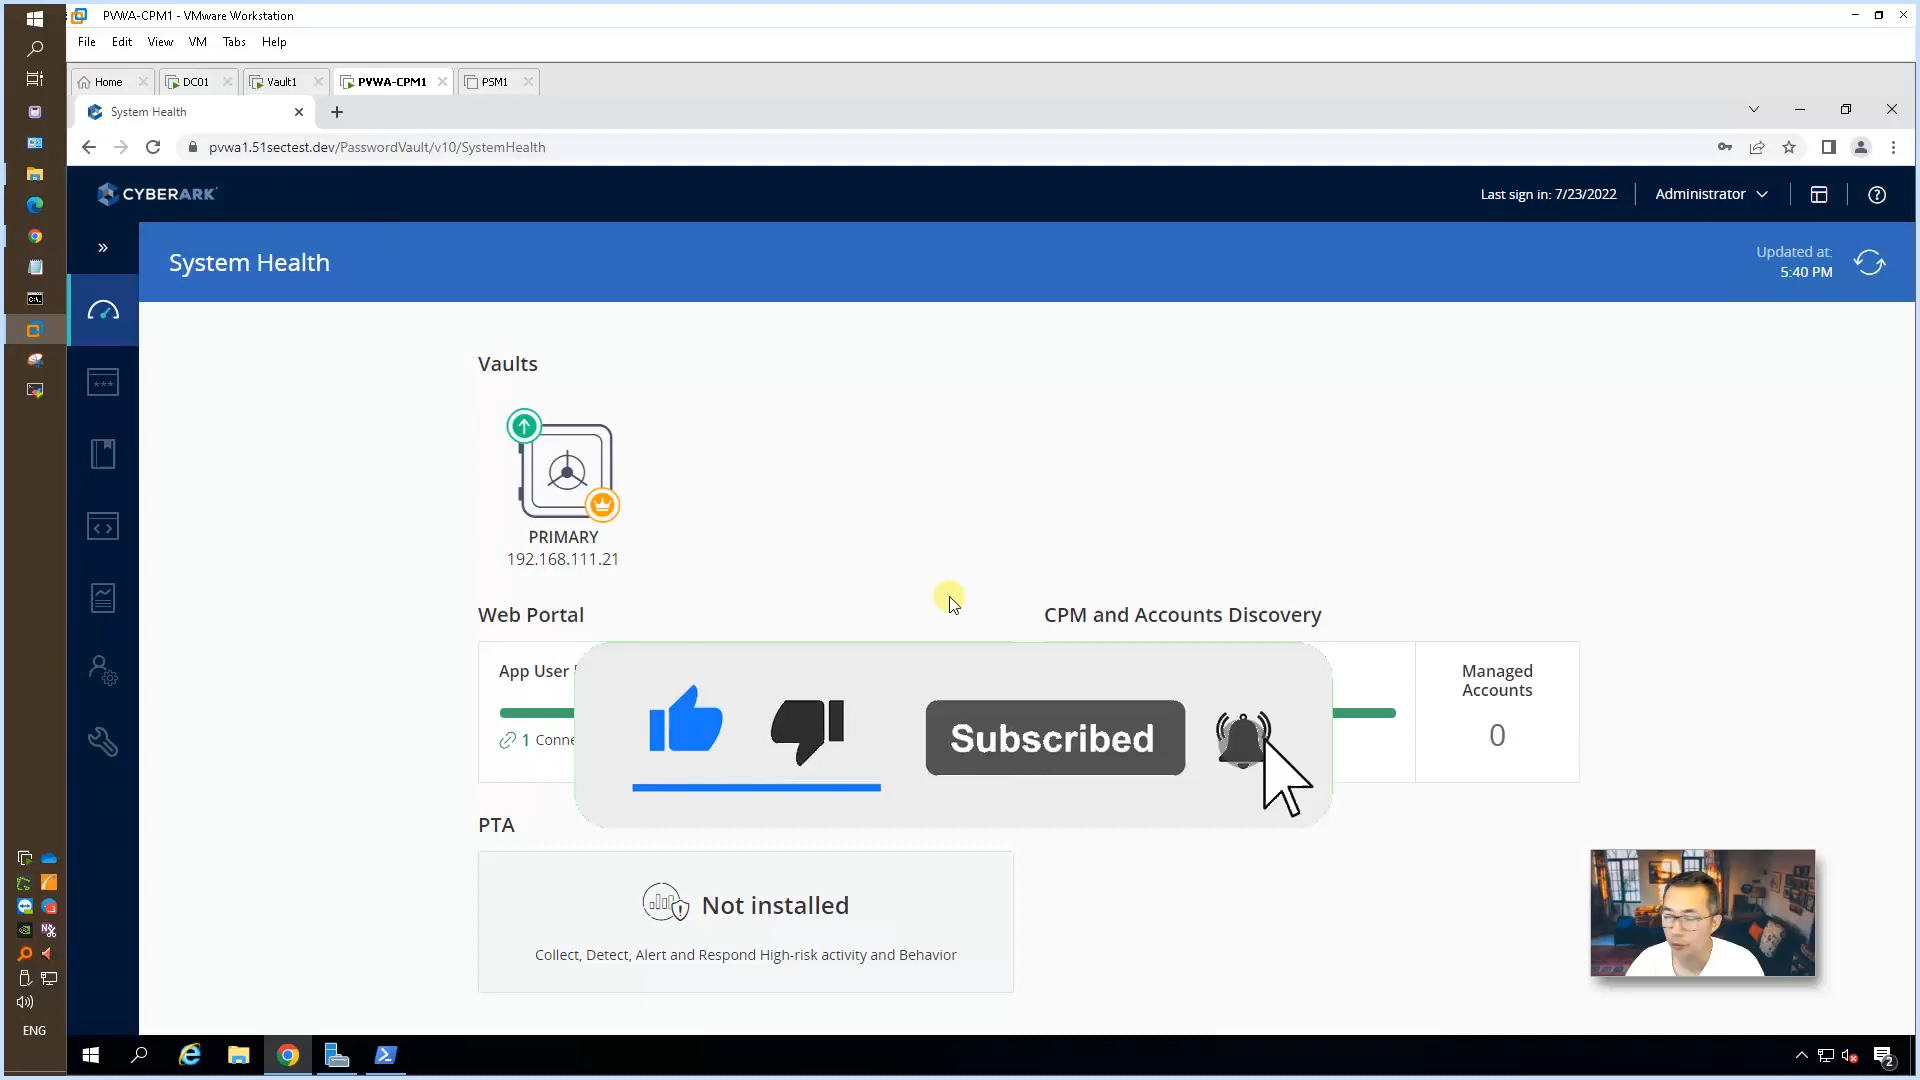 PVWA-CPM1 - VMware Workstation
File Edit View VM Tabs Help
Home DC01 Vault1 PVWA-CPM1 PSM1
System Health
pvwa1.51sectest.dev/PasswordVault/v10/SystemHealth
CYBERARK
Last sign in: 7/23/2022
Administrator
System Health
Updated at:
5:40 PM
Vaults
PRIMARY
192.168.111.21
Web Portal
CPM and Accounts Discovery
App User
1 Conne
Managed
Accounts
0
Subscribed
PTA
Not installed
Collect, Detect, Alert and Respond High-risk activity and Behavior
ENG
2